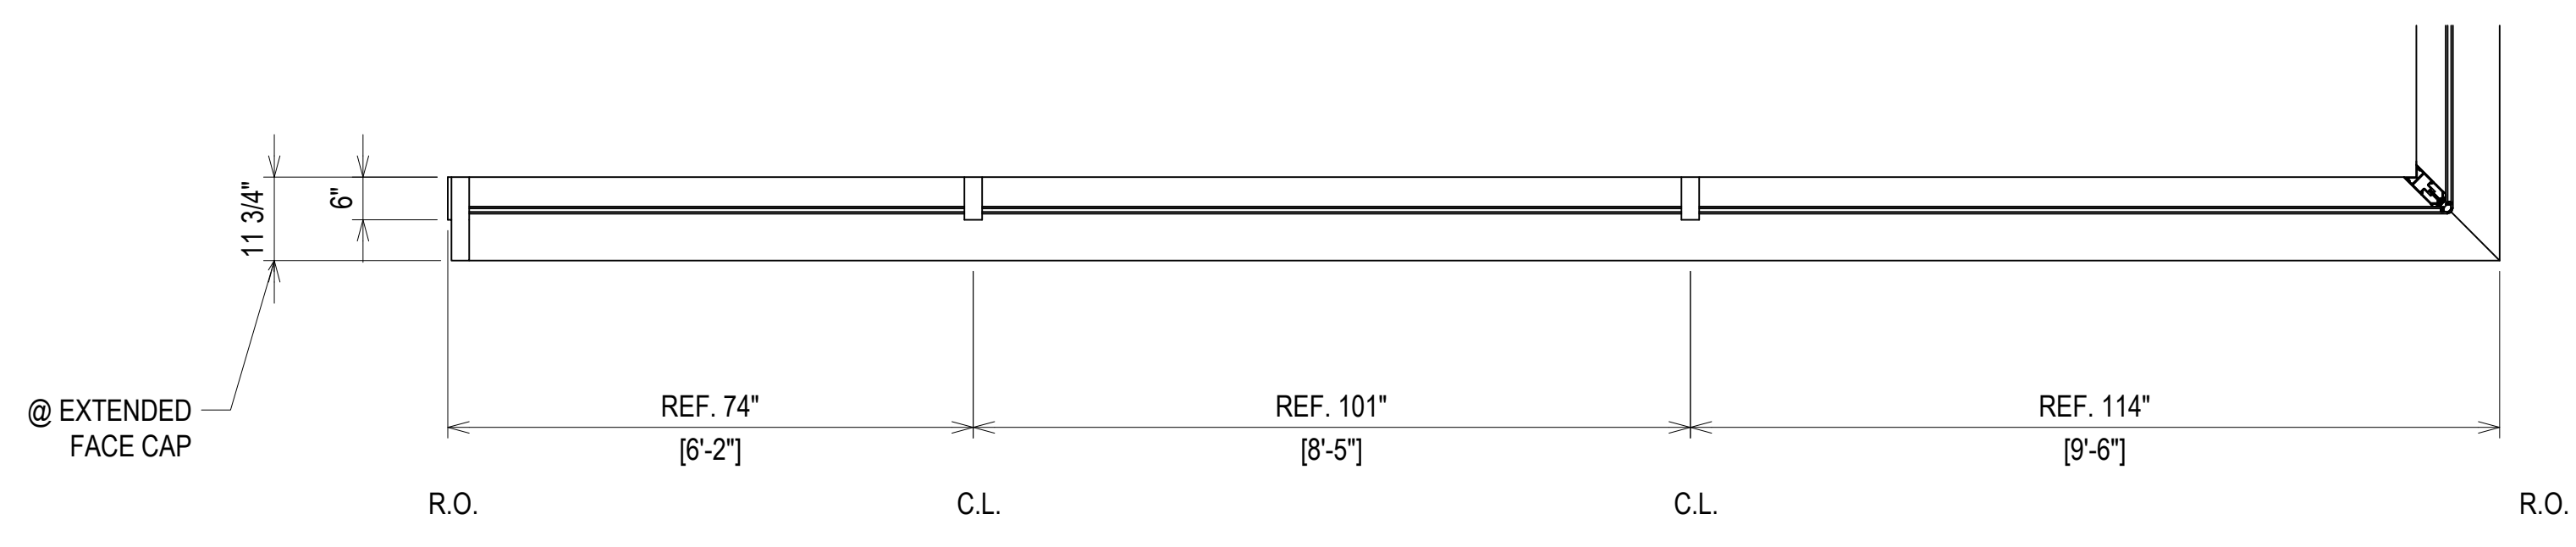 11 3/4"
6"
@ EXTENDED
FACE CAP
REF. 74"
[6'-2"]
REF. 101"
[8'-5"]
REF. 114"
[9'-6"]
R.O.
C.L.
C.L.
R.O.